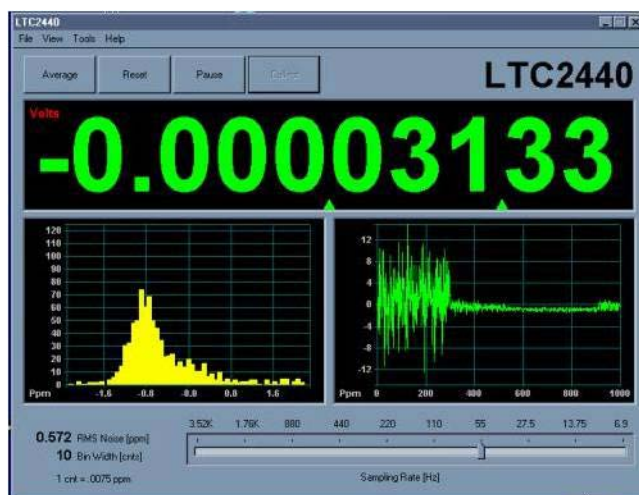 LTC2440
File View Tools Help
Average Reset Pause
LTC2440
Volts
-0.00003133
120
110
100
90
80
70
60
50
40
30
20
10
0
Ppm -1.6 -0.8 -0.0 0.8 1.6
12
8
4
0
-4
-8
-12
Ppm 0 200 400 600 800 1000
3.52K 1.76K 880 440 220 110 55 27.5 13.75 6.9
0.572 RMS Noise [ppm]
10 Bin Width [cnts]
1 cnt = .0075 ppm
Sampling Rate [Hz]